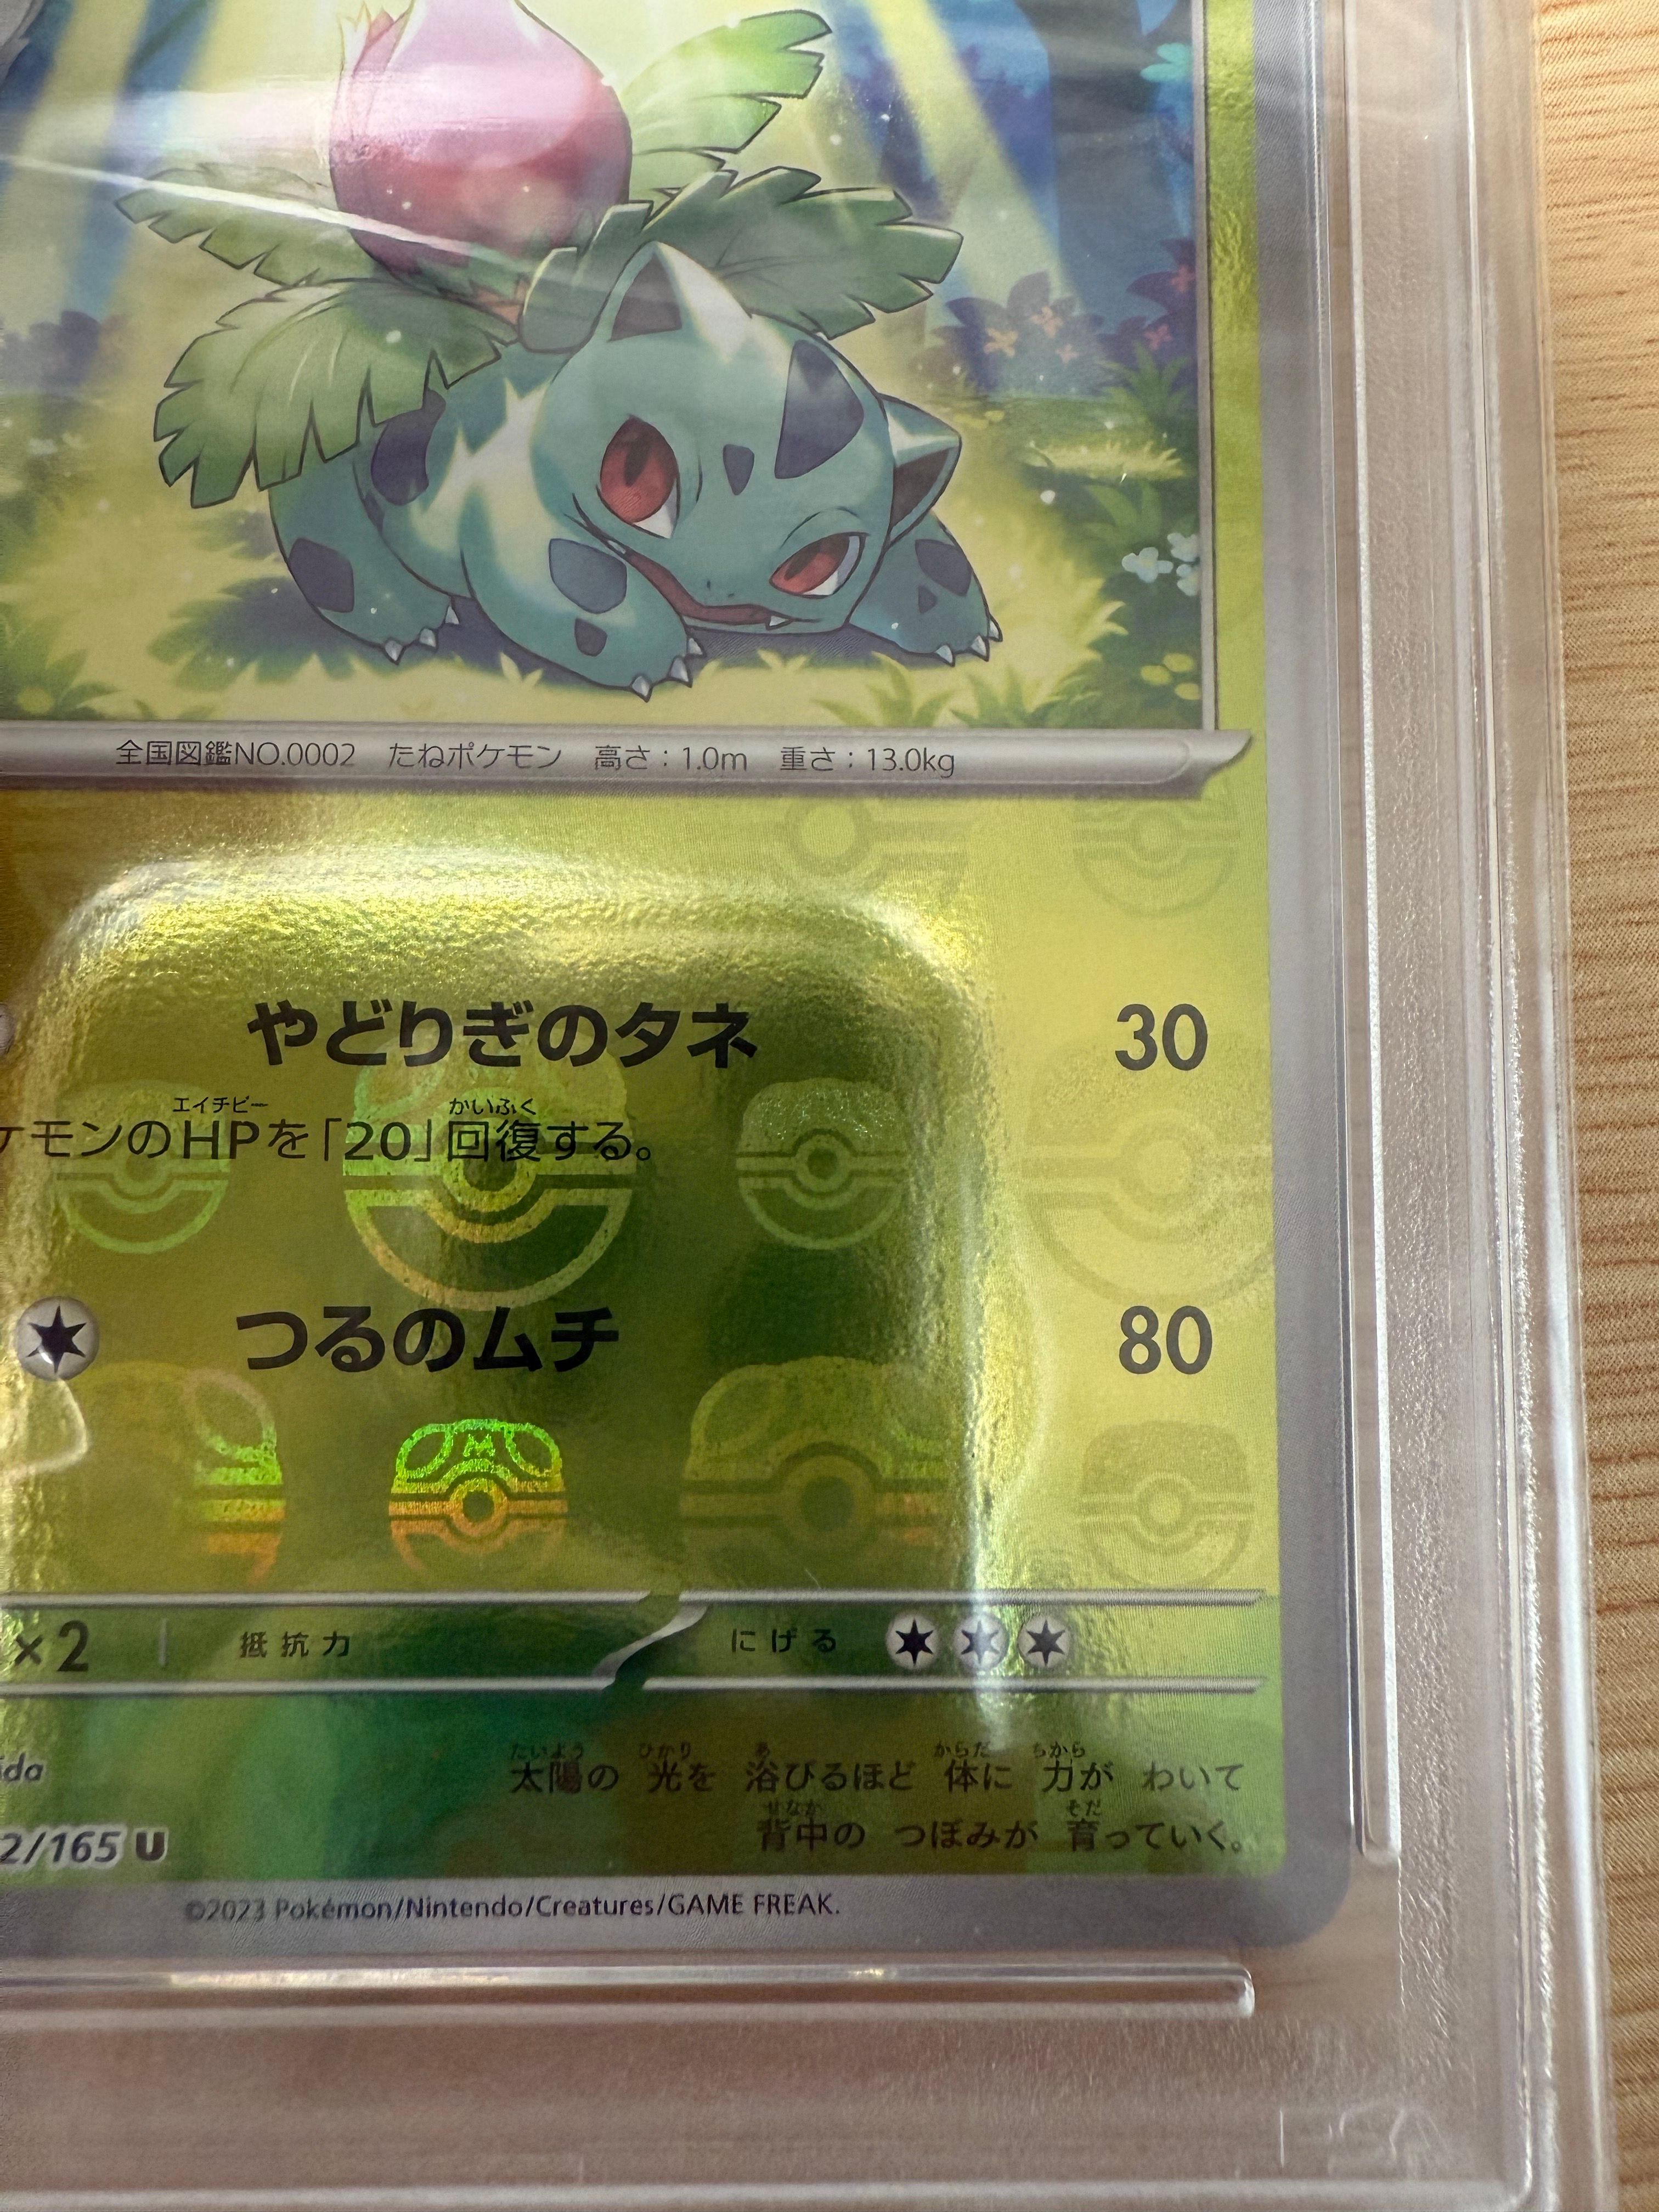 全国図鑑NO.0002 たねポケモン 高さ：1.0m 重さ：13.0kg
やどりぎのタネ 30
エイチピー かいふく
ケモンのHPを「20」回復する。
つるのムチ 80
M
×2 抵抗力 にげる
たいよう ひかり あ からだ ちから
太陽の 光を 浴びるほど 体に 力が わいて
せなか そだ
背中の つぼみが 育っていく。
ida
2/165 U
©2023 Pokémon/Nintendo/Creatures/GAME FREAK.
PSA